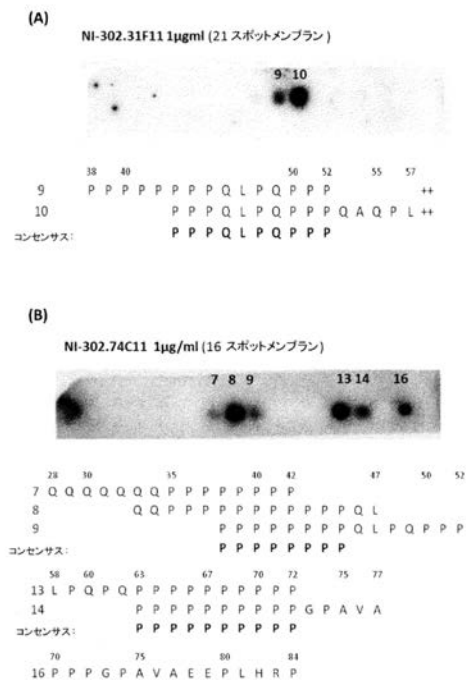 (A)
NI-302.31F11 1µgml (21 スポットメンブラン)
9 10
38 40 50 52 55 57
9 P P P P P P P P Q L P Q P P P ++
10 P P P Q L P Q P P P Q A Q P L ++
コンセンサス: P P P Q L P Q P P P
(B)
NI-302.74C11 1µg/ml (16 スポットメンブラン)
7 8 9 13 14 16
28 30 35 40 42 47 50 52
7 Q Q Q Q Q Q Q P P P P P P P P
8 Q Q P P P P P P P P P P P Q L
9 P P P P P P P P Q L P Q P P P
コンセンサス: P P P P P P P P
58 60 63 67 70 72 75 77
13 L P Q P Q P P P P P P P P P P
14 P P P P P P P P P P G P A V A
コンセンサス: P P P P P P P P P P
70 75 80 84
16 P P P G P A V A E E P L H R P